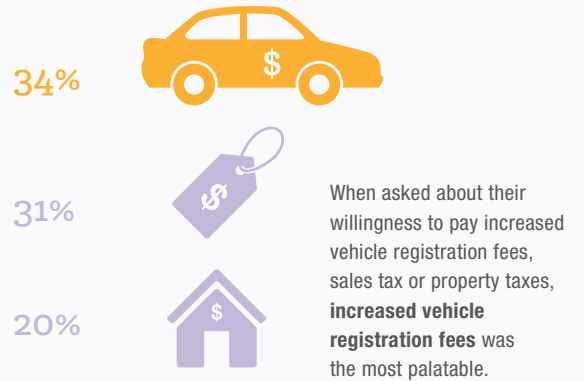 34%
$
31%
$
20%
$
When asked about their
willingness to pay increased
vehicle registration fees,
sales tax or property taxes,
increased vehicle
registration fees was
the most palatable.